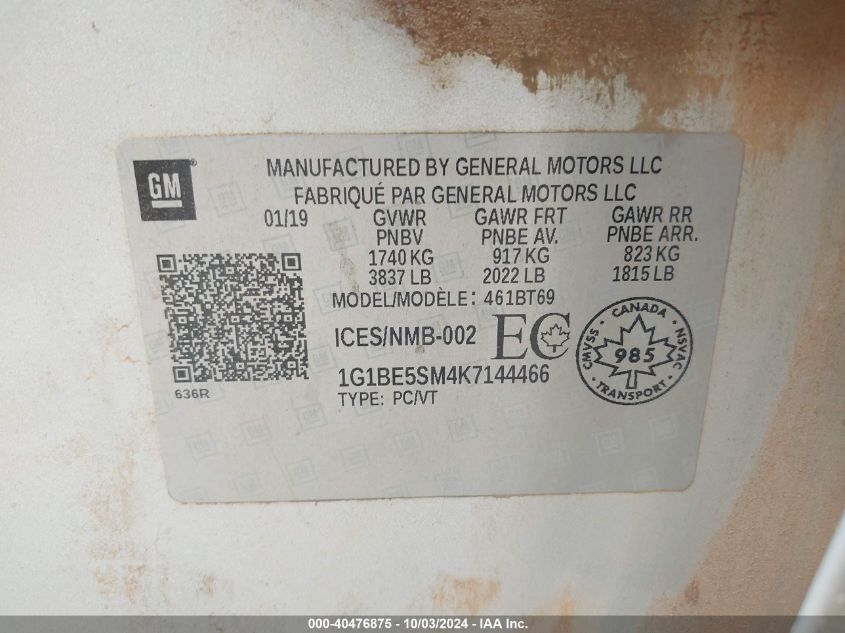 GM
MANUFACTURED BY GENERAL MOTORS LLC
FABRIQUÉ PAR GENERAL MOTORS LLC
01/19 GVWR GAWR FRT GAWR RR
PNBV PNBE AV. PNBE ARR.
1740 KG 917 KG 823 KG
3837 LB 2022 LB 1815 LB
MODEL/MODÈLE: 461BT69
ICES/NMB-002 EC
CANADA
CMVSS 985 NSVAC
TRANSPORT
1G1BE5SM4K7144466
636R TYPE: PC/VT
000-40476875 - 10/03/2024 - IAA Inc.